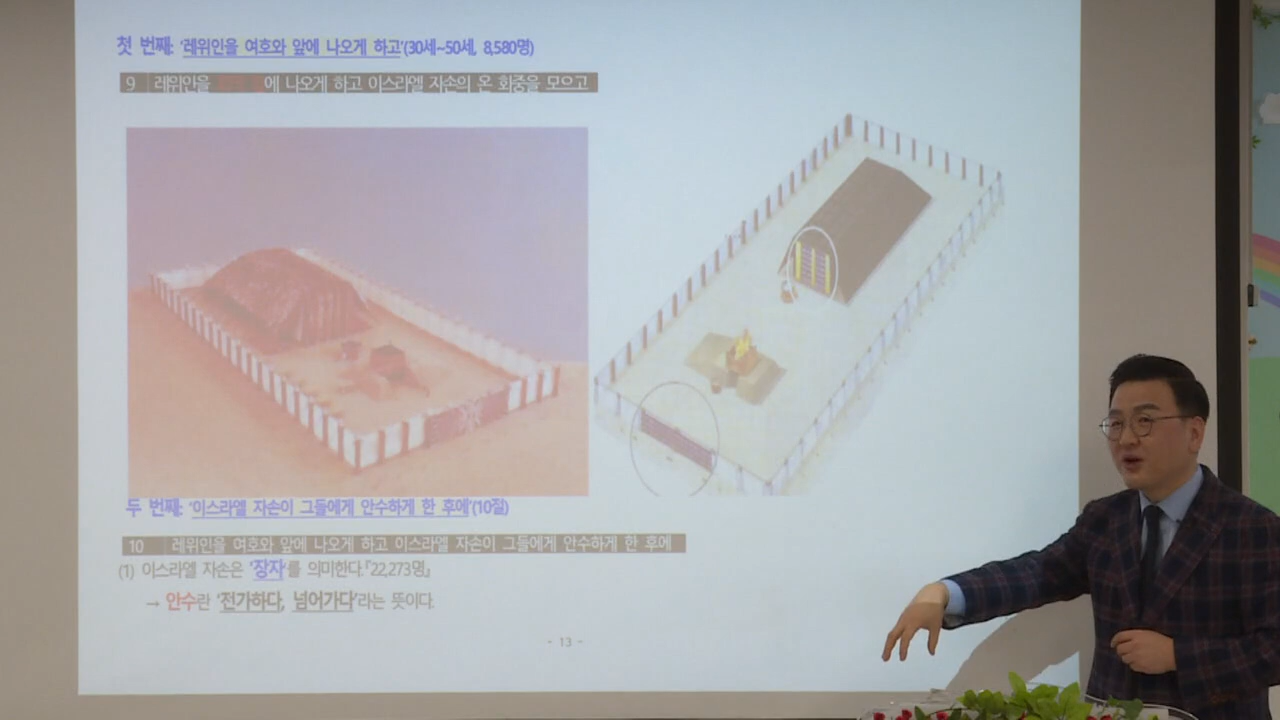 첫 번째: '레위인을 여호와 앞에 나오게 하고'(30세~50세, 8,580명)
9 레위인을 에 나오게 하고 이스라엘 자손의 온 회중을 모으고
두 번째: '이스라엘 자손이 그들에게 안수하게 한 후에'(10절)
10 레위인을 여호와 앞에 나오게 하고 이스라엘 자손이 그들에게 안수하게 한 후에
(1) 이스라엘 자손은 '장자'를 의미한다.『22,273명』
→ 안수란 '전가하다, 넘어가다'라는 뜻이다.
- 13 -